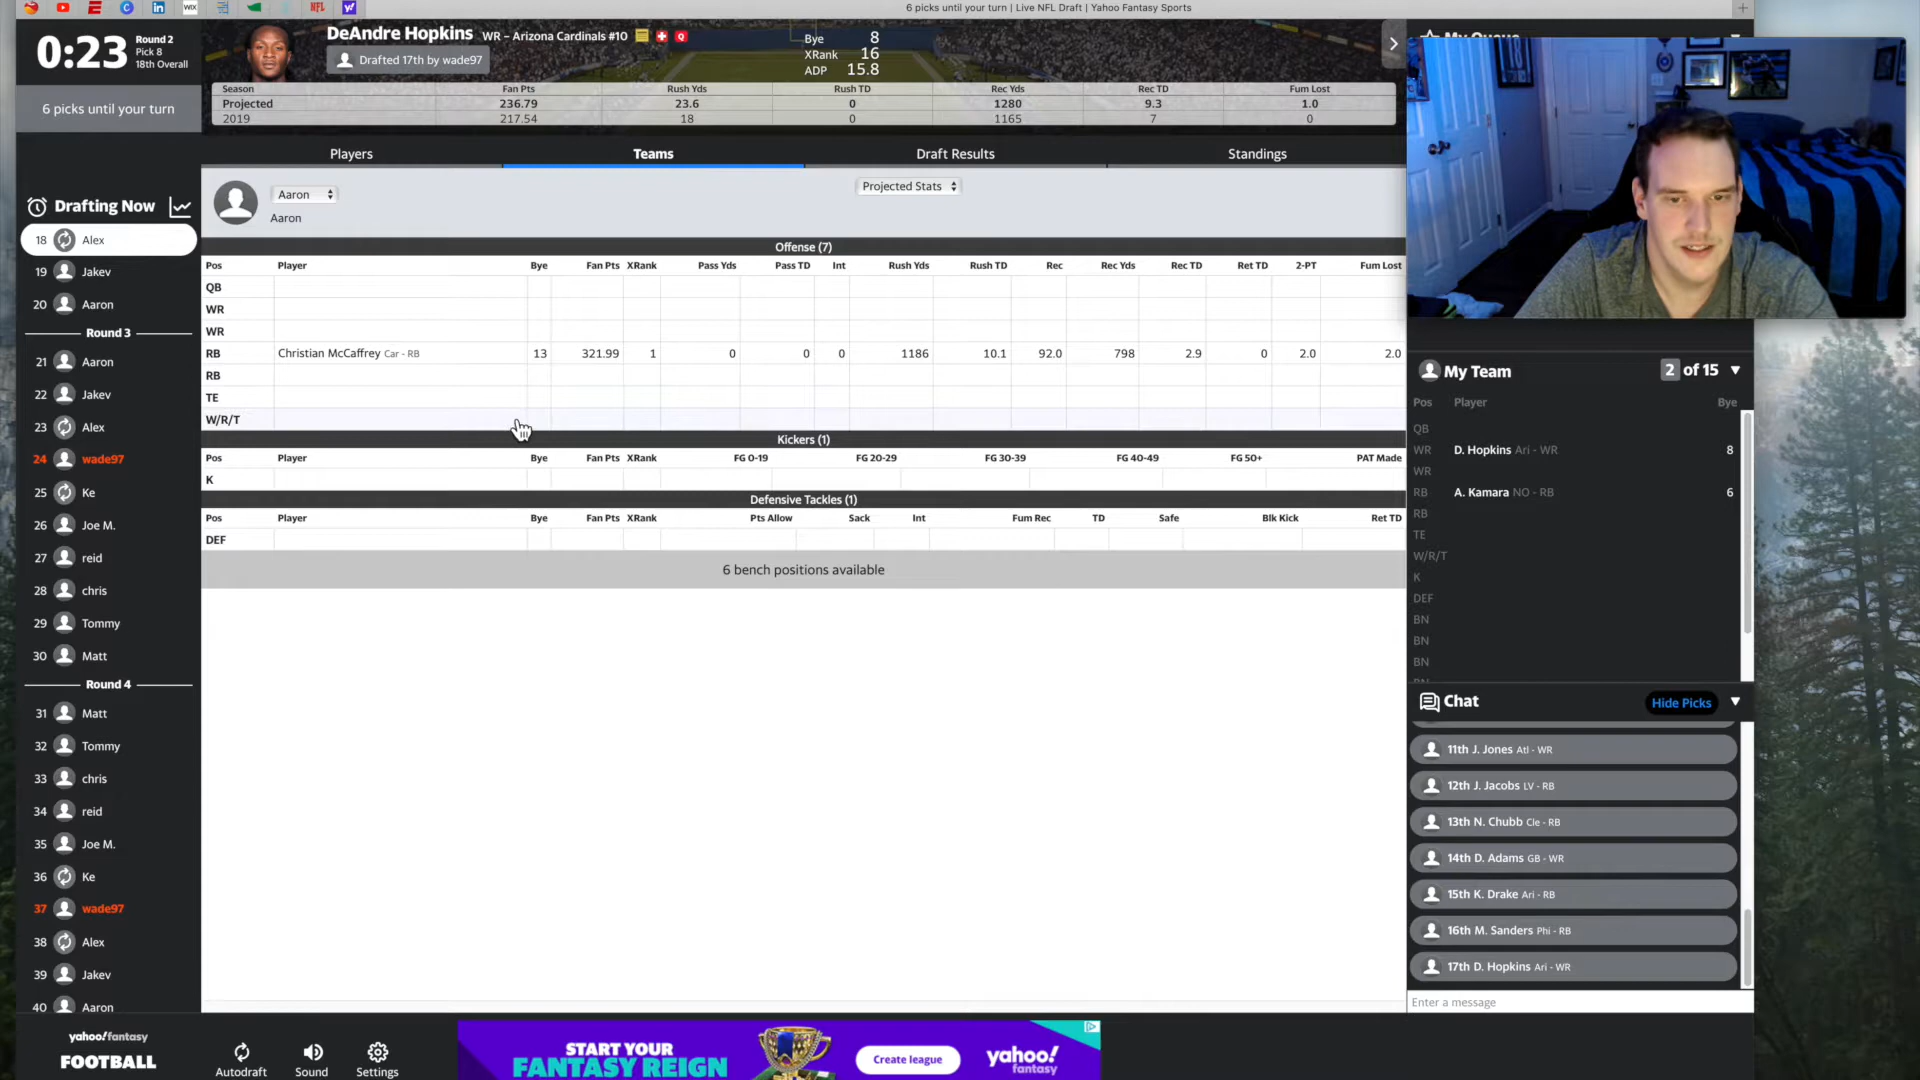 6 picks until your turn | Live NFL Draft | Yahoo Fantasy Sports
0:23
Round 2
Pick 8
18th Overall
6 picks until your turn
DeAndre Hopkins WR – Arizona Cardinals #10
Drafted 17th by wade97
Bye 8
XRank 16
ADP 15.8
Season Fan Pts Rush Yds Rush TD Rec Yds Rec TD Fum Lost
Projected 236.79 23.6 0 1280 9.3 1.0
2019 217.54 18 0 1165 7 0
Players Teams Draft Results Standings
Aaron
Projected Stats
Aaron
Drafting Now
18 Alex
19 Jakev
20 Aaron
Round 3
21 Aaron
22 Jakev
23 Alex
24 wade97
25 Ke
26 Joe M.
27 reid
28 chris
29 Tommy
30 Matt
Round 4
31 Matt
32 Tommy
33 chris
34 reid
35 Joe M.
36 Ke
37 wade97
38 Alex
39 Jakev
40 Aaron
Offense (7)
Pos Player Bye Fan Pts XRank Pass Yds Pass TD Int Rush Yds Rush TD Rec Rec Yds Rec TD Ret TD 2-PT Fum Lost
QB
WR
WR
RB Christian McCaffrey Car - RB 13 321.99 1 0 0 0 1186 10.1 92.0 798 2.9 0 2.0 2.0
RB
TE
W/R/T
Kickers (1)
Pos Player Bye Fan Pts XRank FG 0-19 FG 20-29 FG 30-39 FG 40-49 FG 50+ PAT Made
K
Defensive Tackles (1)
Pos Player Bye Fan Pts XRank Pts Allow Sack Int Fum Rec TD Safe Blk Kick Ret TD
DEF
6 bench positions available
My Queue
My Team 2 of 15
Pos Player Bye
QB
WR D. Hopkins Ari - WR 8
WR
RB A. Kamara NO - RB 6
RB
TE
W/R/T
K
DEF
BN
BN
BN
Chat Hide Picks
11th J. Jones Atl - WR
12th J. Jacobs LV - RB
13th N. Chubb Cle - RB
14th D. Adams GB - WR
15th K. Drake Ari - RB
16th M. Sanders Phi - RB
17th D. Hopkins Ari - WR
Enter a message
yahoo!fantasy
FOOTBALL
Autodraft
Sound
Settings
START YOUR
FANTASY REIGN
Create league
yahoo!
fantasy